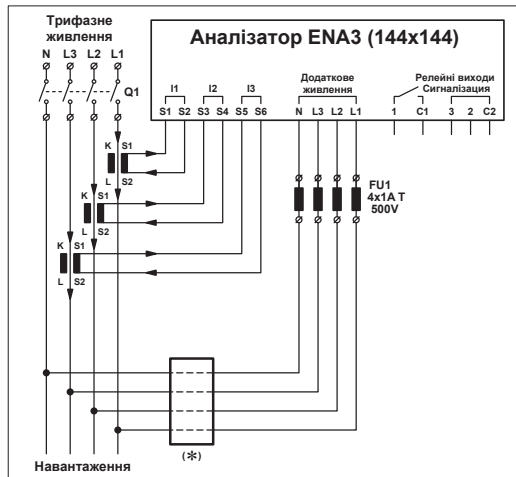 Трифазне
живлення
N L3 L2 L1
Q1
Аналізатор ENA3 (144x144)
I1 I2 I3
S1 S2 S3 S4 S5 S6
Додаткове
живлення
N L3 L2 L1
Релейні виходи
Сигналізация
1 C1 3 2 C2
K S1
L S2
K S1
L S2
K S1
L S2
FU1
4x1A T
500V
(*)
Навантаження